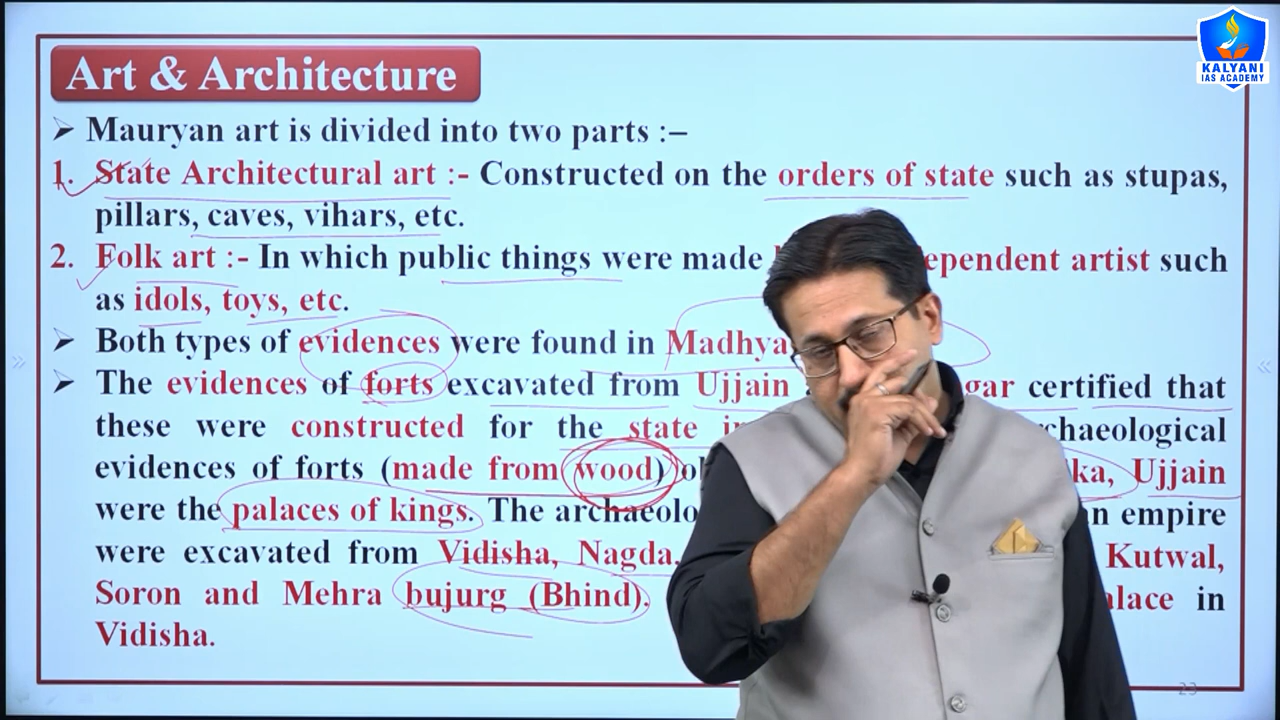 Art & Architecture
KALYANI
IAS ACADEMY
➢ Mauryan art is divided into two parts :–
1. State Architectural art :- Constructed on the orders of state such as stupas,
pillars, caves, vihars, etc.
2. Folk art :- In which public things were made ependent artist such
as idols, toys, etc.
➢ Both types of evidences were found in Madhya
➢ The evidences of forts excavated from Ujjain gar certified that
these were constructed for the state in chaeological
evidences of forts (made from wood) ka, Ujjain
were the palaces of kings. The archaeolo n empire
were excavated from Vidisha, Nagda, Kutwal,
Soron and Mehra bujurg (Bhind). alace in
Vidisha.
23